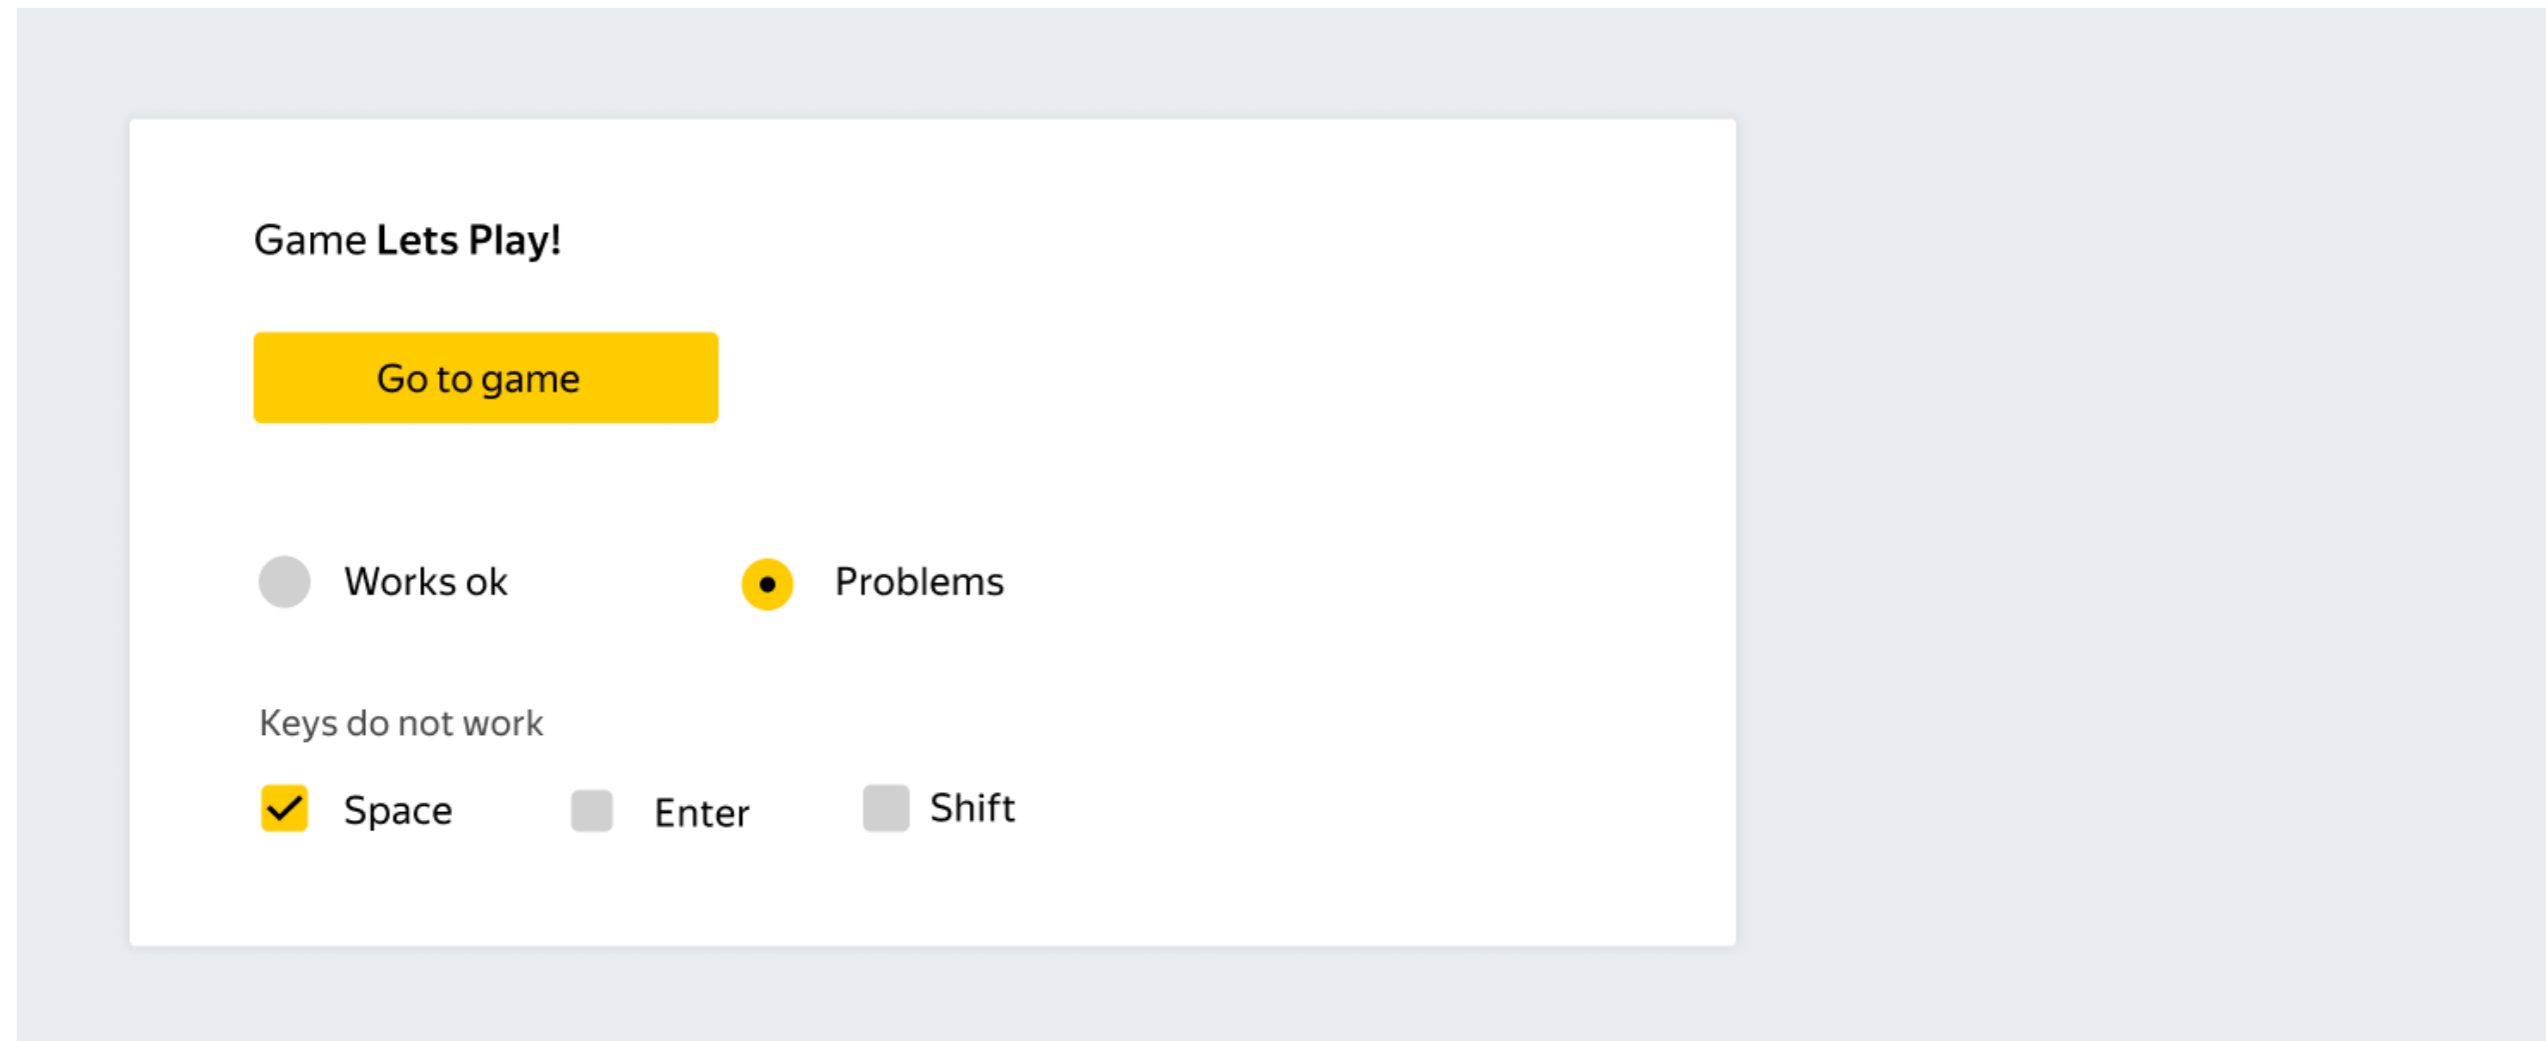 Game Lets Play!
Go to game
Works ok Problems
Keys do not work
Space Enter Shift